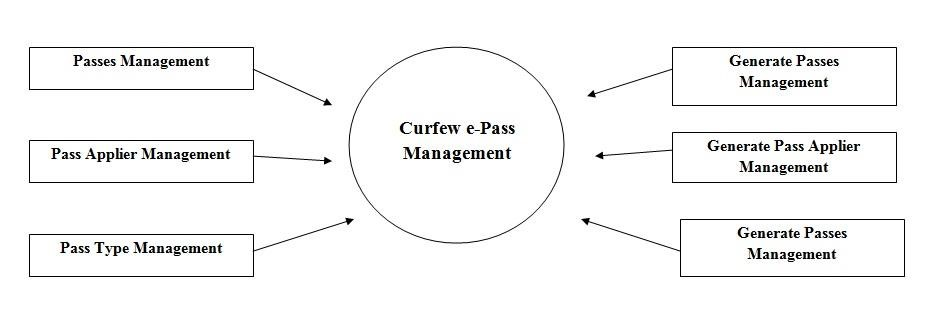 Passes Management
Pass Applier Management
Pass Type Management
Curfew e-Pass
Management
Generate Passes
Management
Generate Pass Applier
Management
Generate Passes
Management